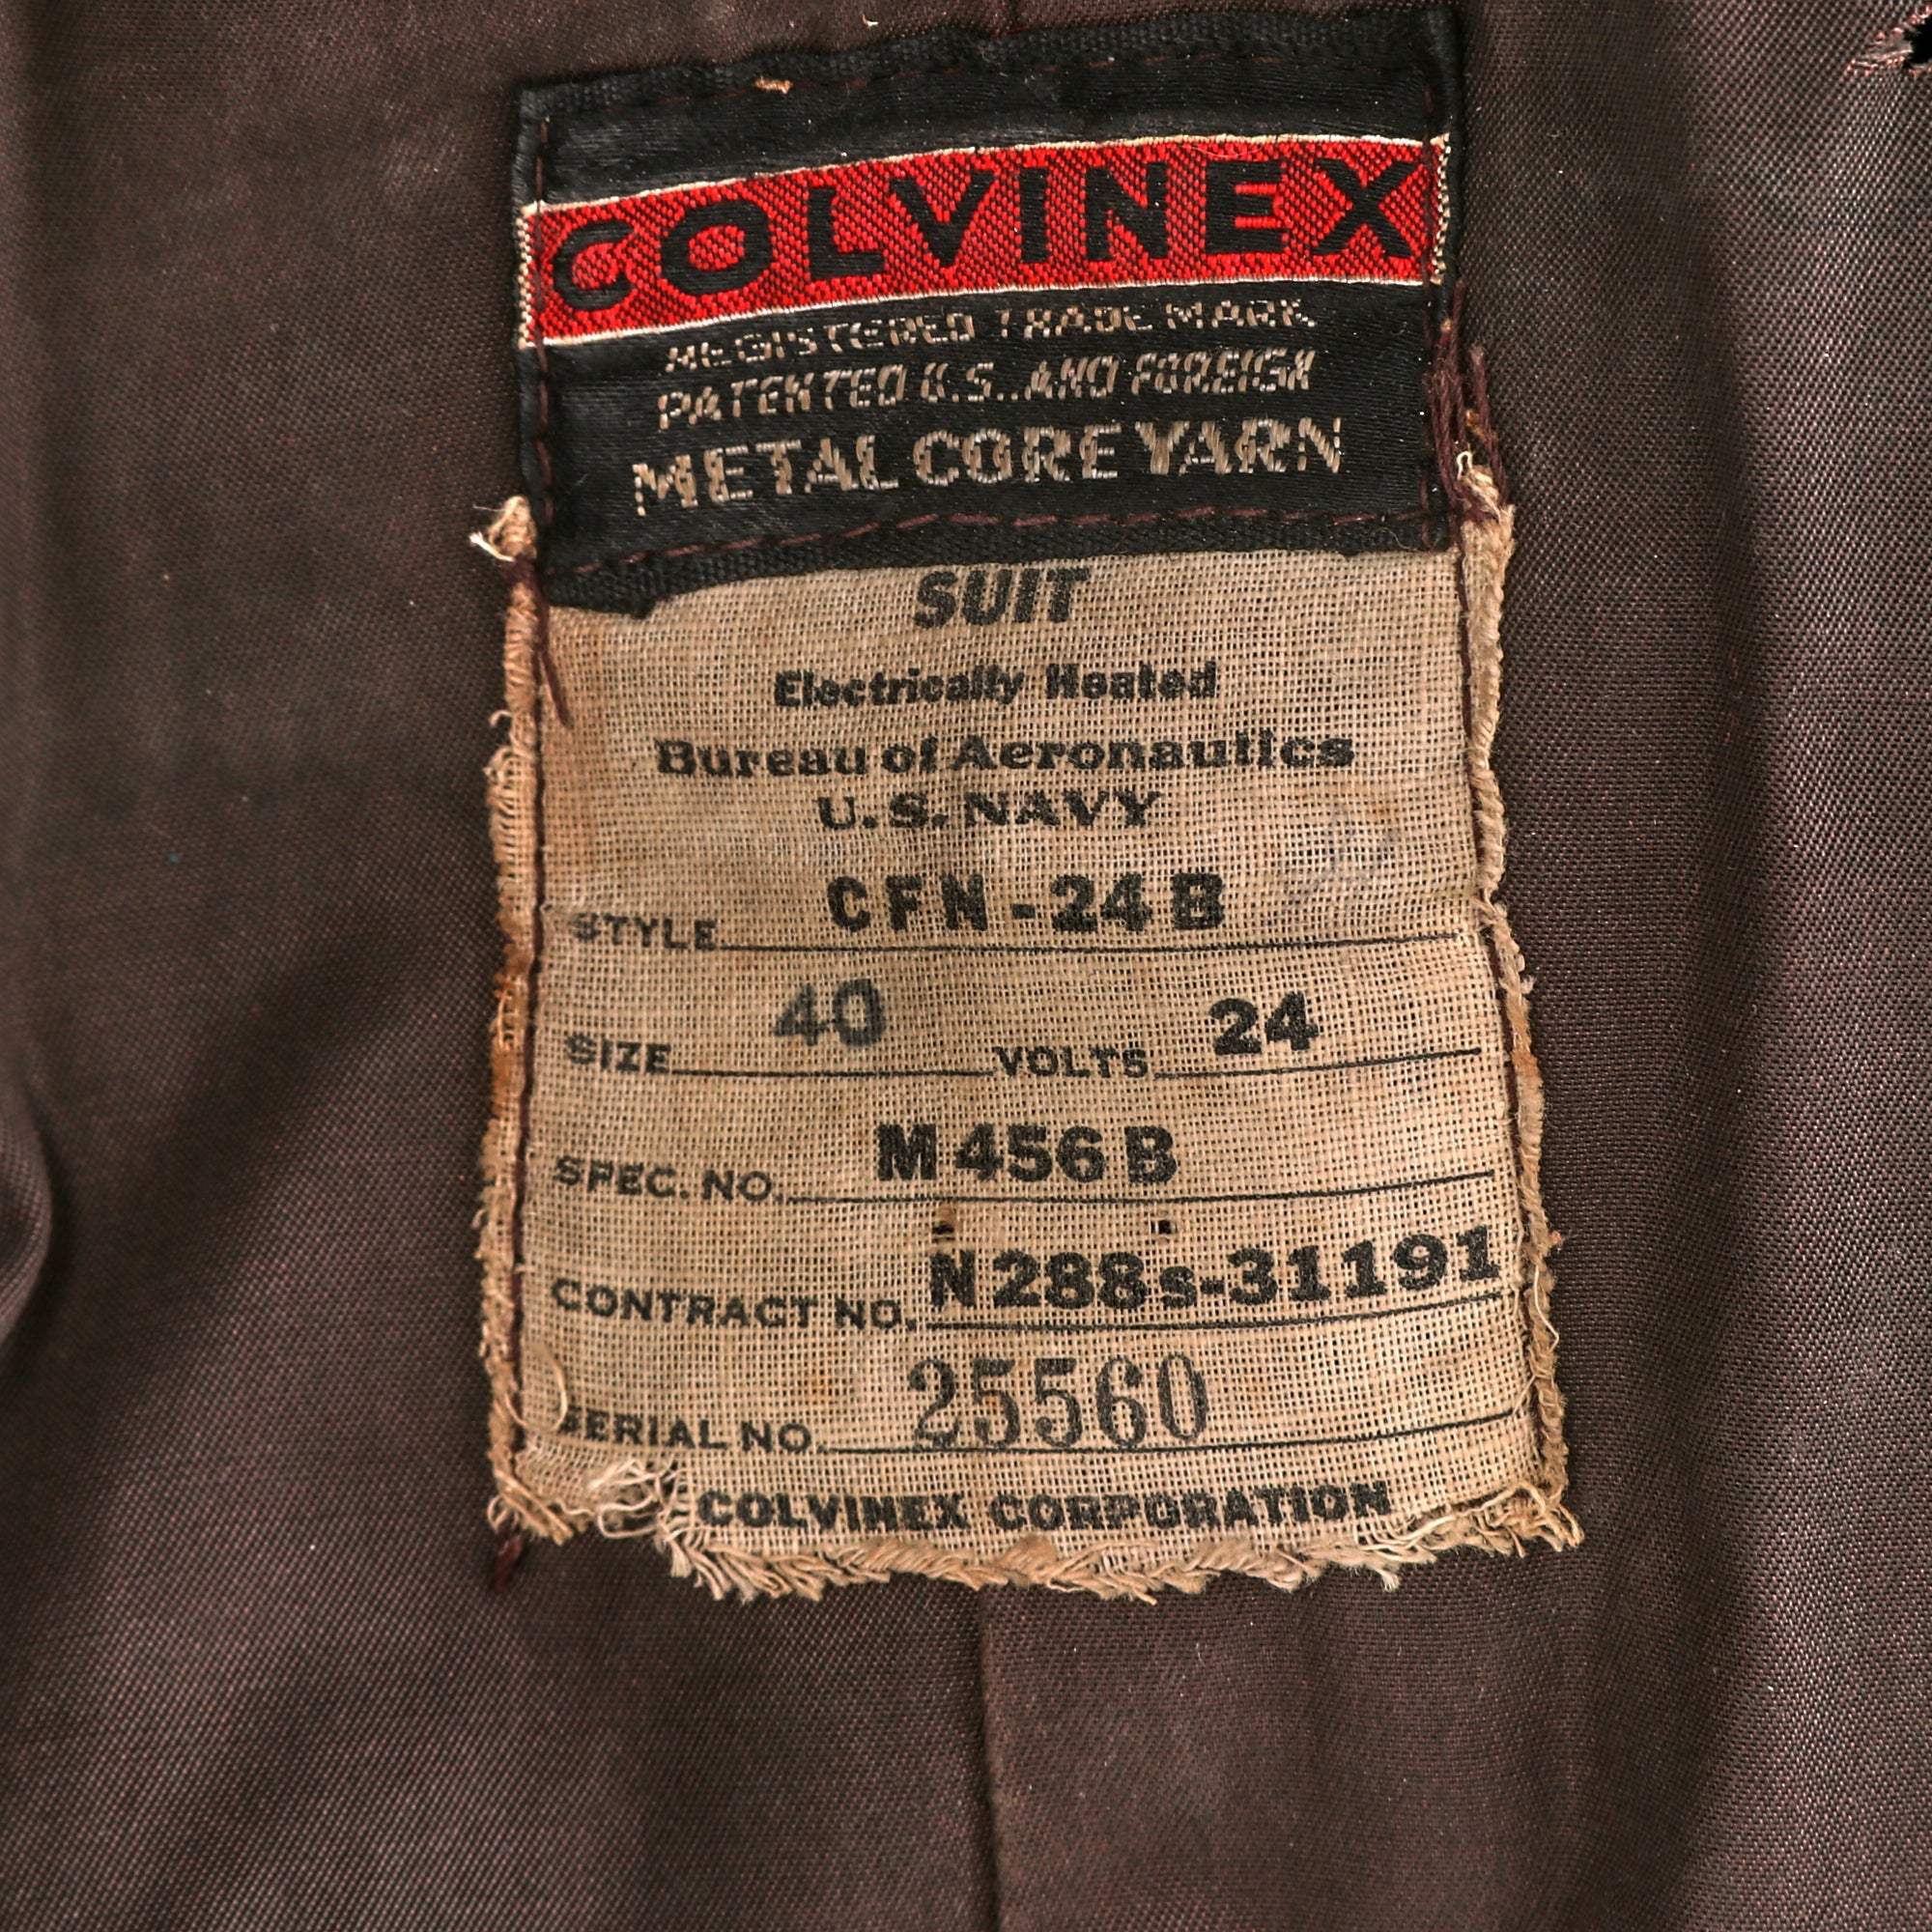 COLVINEX
REGISTERED TRADE MARK.
PATENTED U.S. AND FOREIGN
METAL CORE YARN
SUIT
Electrically Heated
Bureau of Aeronautics
U.S. NAVY
STYLE CFN-24B
SIZE 40 VOLTS 24
SPEC. NO. M456B
CONTRACT NO. N288s-31191
SERIAL NO. 25560
COLVINEX CORPORATION